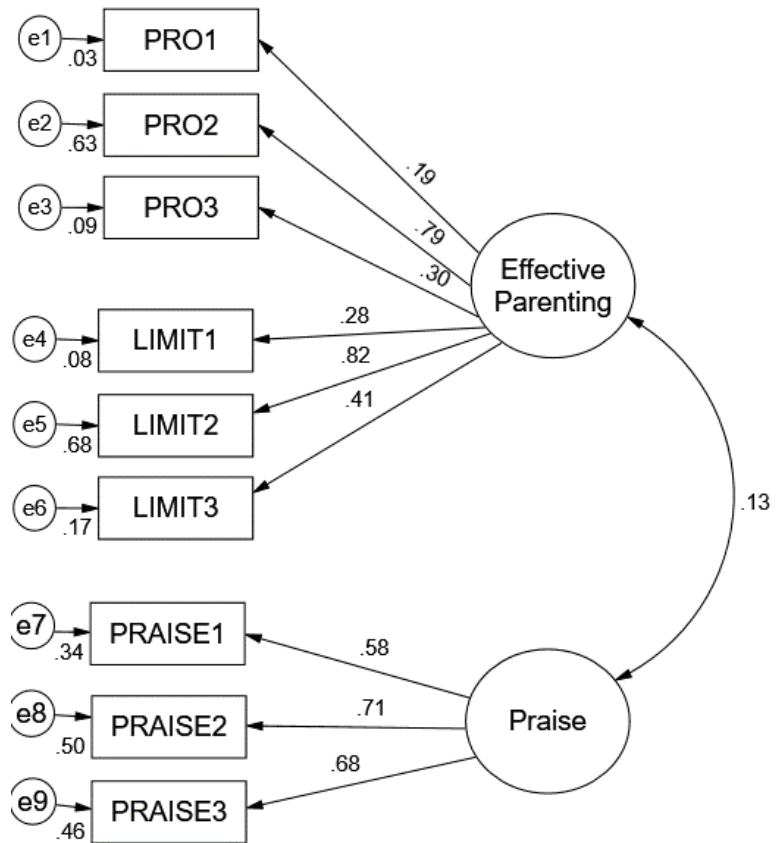 e1
.03
PRO1
e2
.63
PRO2
e3
.09
PRO3
.19
.79
.30
Effective
Parenting
e4
.08
LIMIT1
.28
e5
.68
LIMIT2
.82
e6
.17
LIMIT3
.41
.13
e7
.34
PRAISE1
.58
e8
.50
PRAISE2
.71
Praise
e9
.46
PRAISE3
.68